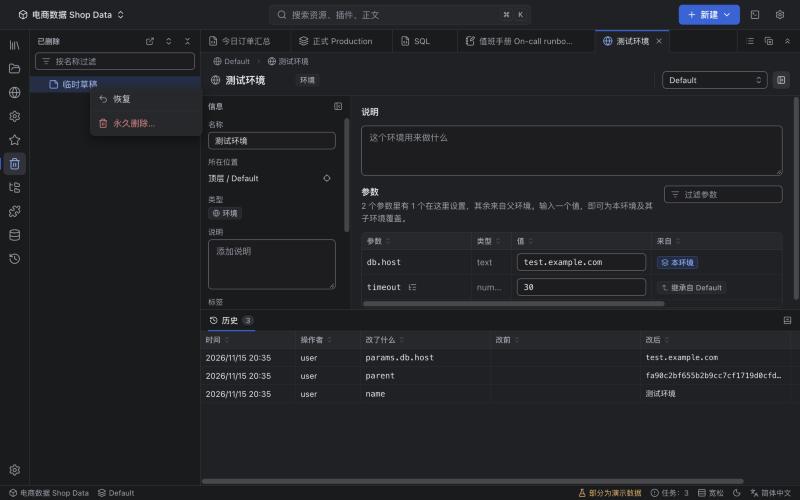 电商数据 Shop Data
搜索资源、插件、正文
⌘ K
新建
已删除
按名称过滤
临时草稿
恢复
永久删除...
今日订单汇总
正式 Production
SQL
值班手册 On-call runbo...
测试环境
Default
测试环境
测试环境
环境
Default
信息
名称
测试环境
所在位置
顶层 / Default
类型
环境
说明
添加说明
标签
说明
这个环境用来做什么
参数
2 个参数里有 1 个在这里设置，其余来自父环境。输入一个值，即可为本环境及其
子环境覆盖。
过滤参数
参数 类型 值 来自
db.host text test.example.com 本环境
timeout num... 30 继承自 Default
历史 3
时间 操作者 改了什么 改前 改后
2026/11/15 20:35 user params.db.host test.example.com
2026/11/15 20:35 user parent fa90c2bf655b2b9cc7cf1719d0cfd...
2026/11/15 20:35 user name 测试环境
电商数据 Shop Data
Default
部分为演示数据
任务：3
宽松
简体中文